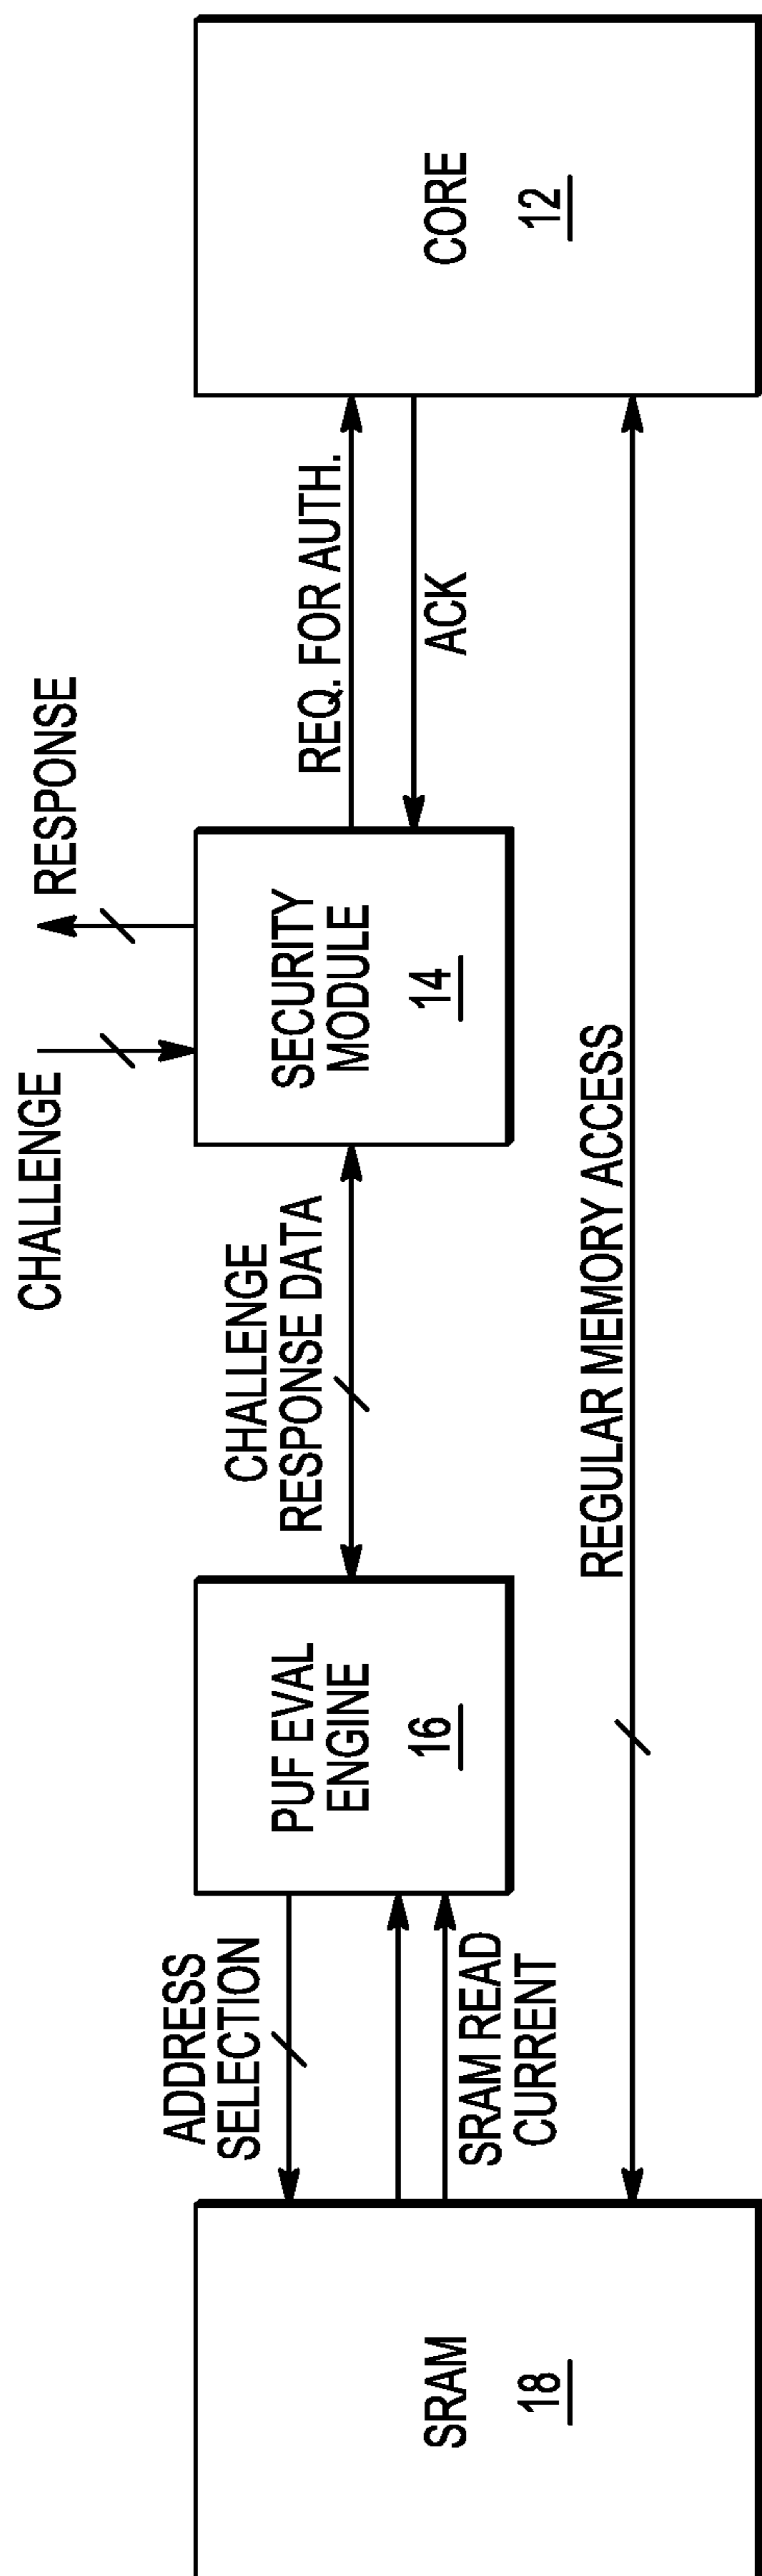 CHALLENGE
RESPONSE
ADDRESS
SELECTION
CHALLENGE
RESPONSE DATA
REQ. FOR AUTH.
SRAM
18
PUF EVAL
ENGINE
16
SECURITY
MODULE
14
CORE
12
SRAM READ
CURRENT
ACK
REGULAR MEMORY ACCESS